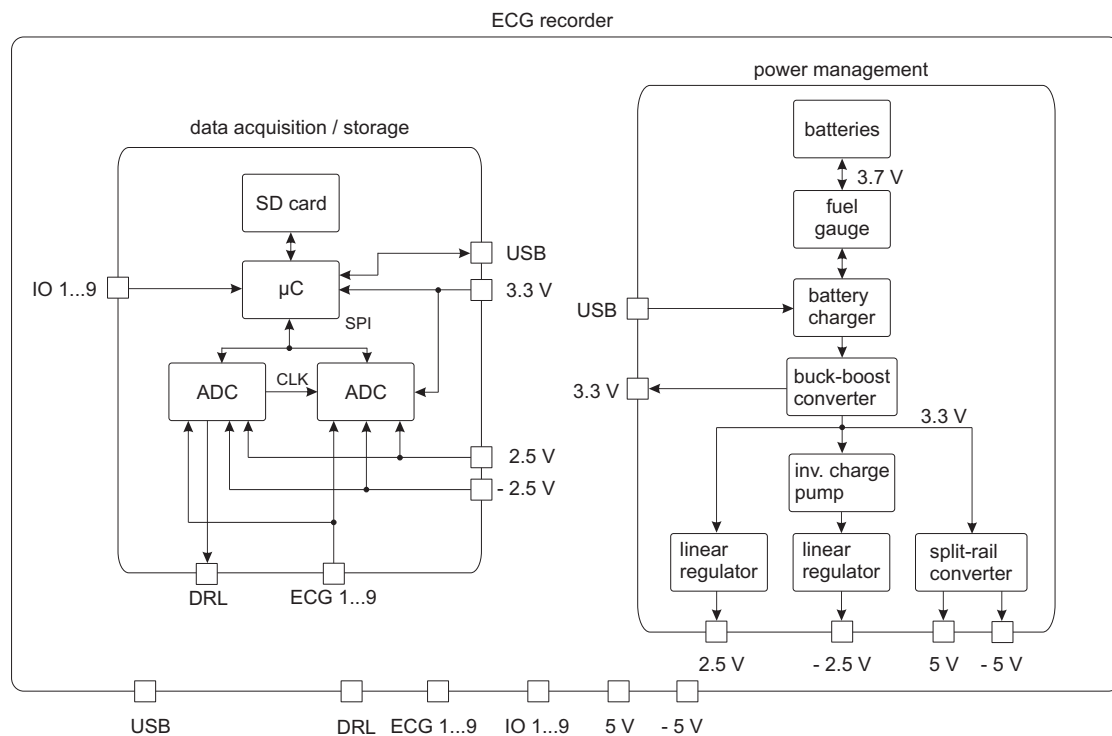 ECG recorder
data acquisition / storage
SD card
µC
IO 1...9
USB
3.3 V
SPI
ADC
CLK
ADC
2.5 V
- 2.5 V
DRL
ECG 1...9
power management
batteries
3.7 V
fuel
gauge
battery
charger
USB
buck-boost
converter
3.3 V
3.3 V
inv. charge
pump
linear
regulator
linear
regulator
split-rail
converter
2.5 V
- 2.5 V
5 V
- 5 V
USB
DRL
ECG 1...9
IO 1...9
5 V
- 5 V